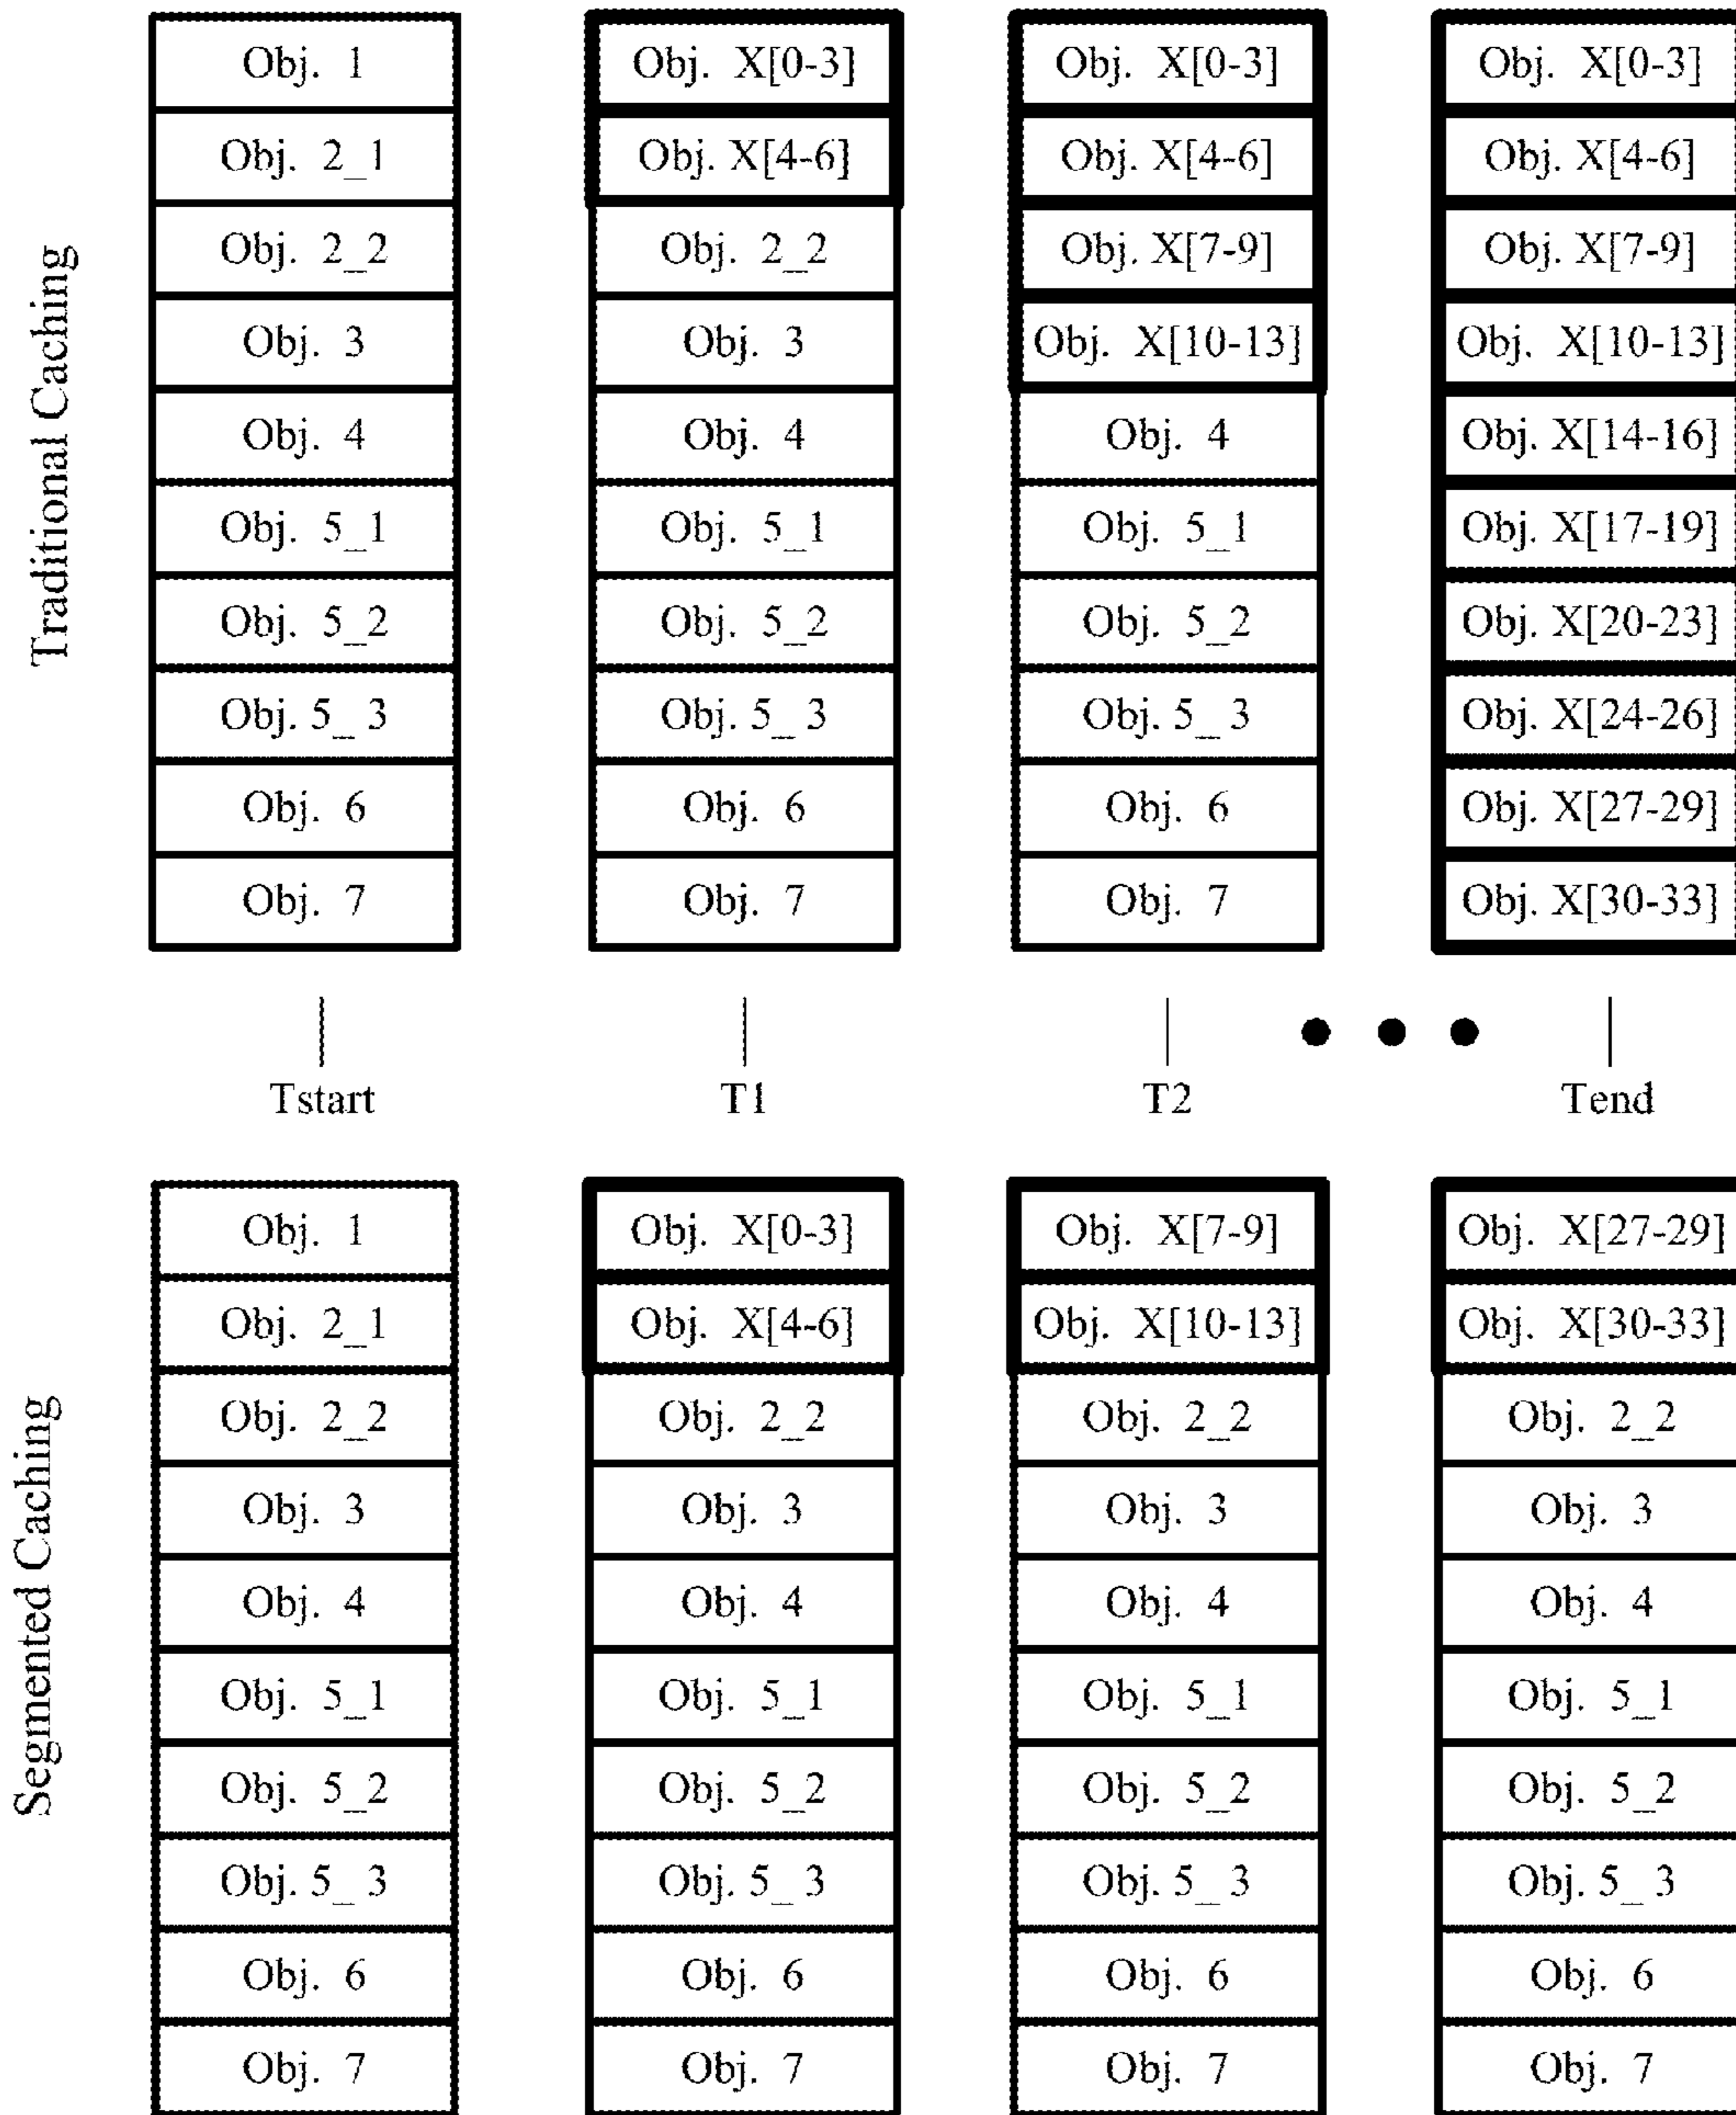 Traditional Caching
Obj. 1 Obj. X[0-3] Obj. X[0-3] Obj. X[0-3]
Obj. 2_1 Obj. X[4-6] Obj. X[4-6] Obj. X[4-6]
Obj. 2_2 Obj. 2_2 Obj. X[7-9] Obj. X[7-9]
Obj. 3 Obj. 3 Obj. X[10-13] Obj. X[10-13]
Obj. 4 Obj. 4 Obj. 4 Obj. X[14-16]
Obj. 5_1 Obj. 5_1 Obj. 5_1 Obj. X[17-19]
Obj. 5_2 Obj. 5_2 Obj. 5_2 Obj. X[20-23]
Obj. 5_3 Obj. 5_3 Obj. 5_3 Obj. X[24-26]
Obj. 6 Obj. 6 Obj. 6 Obj. X[27-29]
Obj. 7 Obj. 7 Obj. 7 Obj. X[30-33]
Tstart T1 T2 Tend
Segmented Caching
Obj. 1 Obj. X[0-3] Obj. X[7-9] Obj. X[27-29]
Obj. 2_1 Obj. X[4-6] Obj. X[10-13] Obj. X[30-33]
Obj. 2_2 Obj. 2_2 Obj. 2_2 Obj. 2_2
Obj. 3 Obj. 3 Obj. 3 Obj. 3
Obj. 4 Obj. 4 Obj. 4 Obj. 4
Obj. 5_1 Obj. 5_1 Obj. 5_1 Obj. 5_1
Obj. 5_2 Obj. 5_2 Obj. 5_2 Obj. 5_2
Obj. 5_3 Obj. 5_3 Obj. 5_3 Obj. 5_3
Obj. 6 Obj. 6 Obj. 6 Obj. 6
Obj. 7 Obj. 7 Obj. 7 Obj. 7